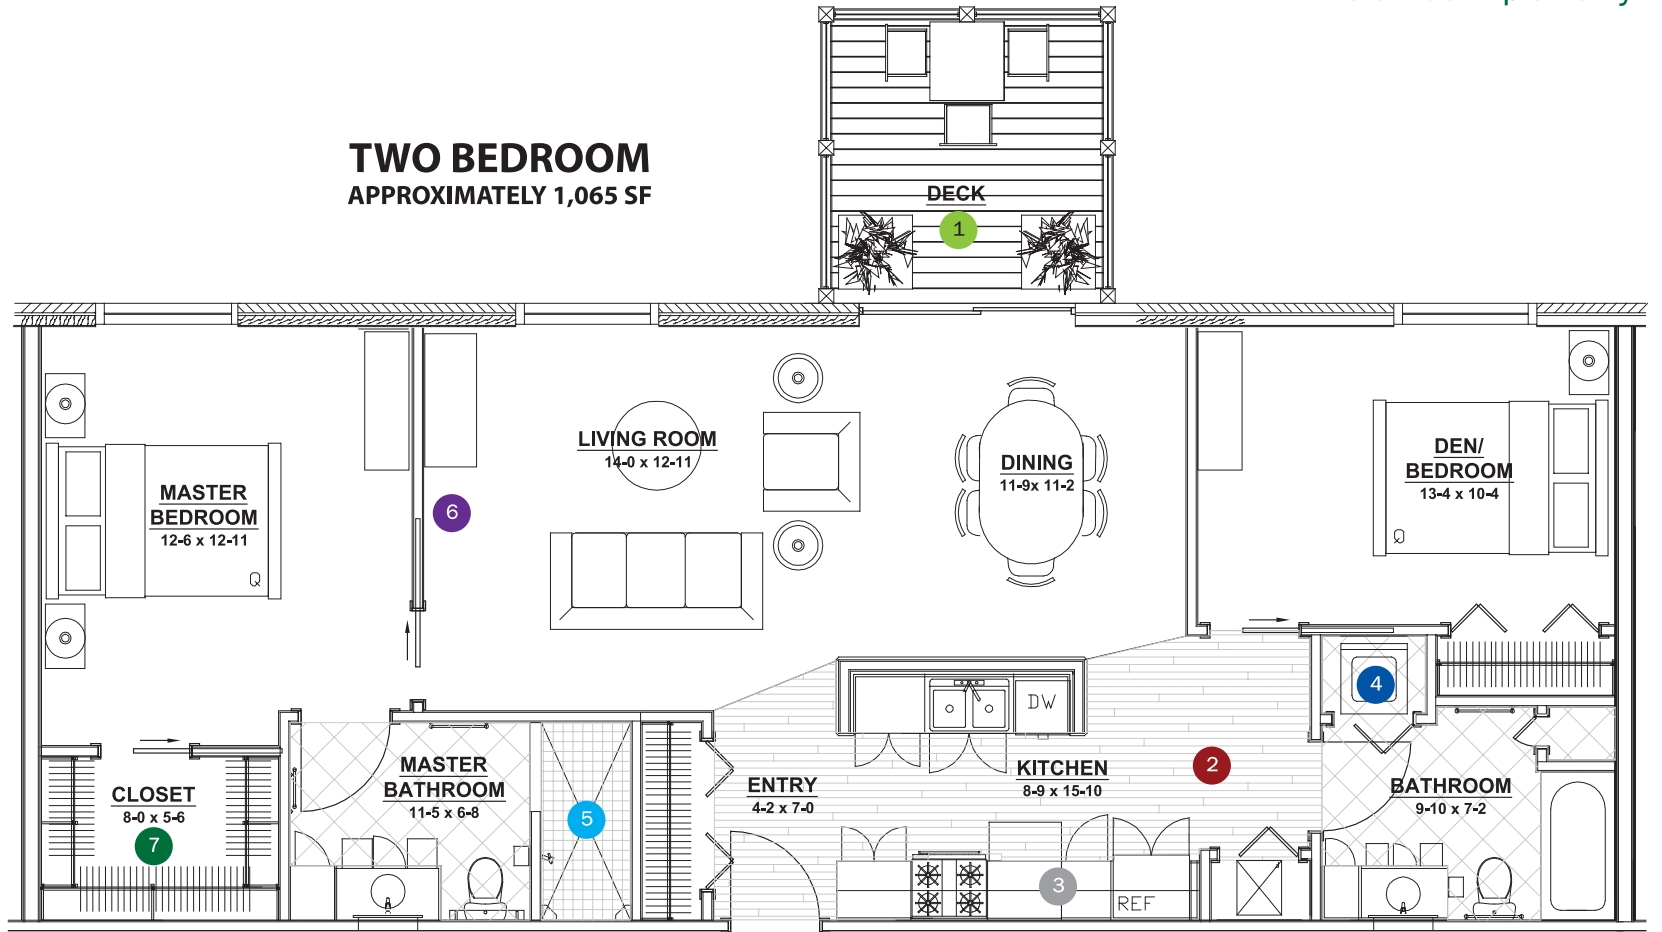 TWO BEDROOM
APPROXIMATELY 1,065 SF
DECK
1
LIVING ROOM
14-0 x 12-11
DINING
11-9x 11-2
DEN/
BEDROOM
13-4 x 10-4
Q
MASTER
BEDROOM
12-6 x 12-11
Q
6
4
DW
2
KITCHEN
8-9 x 15-10
ENTRY
4-2 x 7-0
MASTER
BATHROOM
11-5 x 6-8
BATHROOM
9-10 x 7-2
CLOSET
8-0 x 5-6
7
5
3
REF